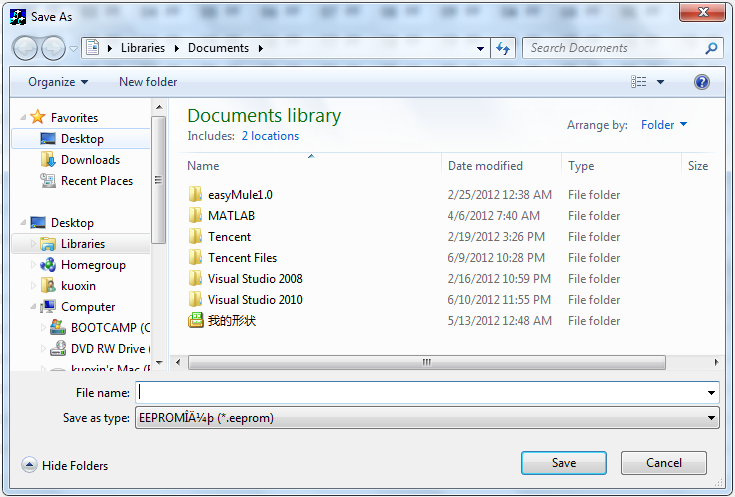 Save As
Libraries Documents
Search Documents
Organize New folder
Favorites
Desktop
Downloads
Recent Places
Desktop
Libraries
Homegroup
kuoxin
Computer
BOOTCAMP (C
DVD RW Drive (
kuoxin's Mac (
Documents library
Includes: 2 locations
Arrange by: Folder
Name Date modified Type Size
easyMule1.0 2/25/2012 12:38 AM File folder
MATLAB 4/6/2012 7:40 AM File folder
Tencent 2/19/2012 3:26 PM File folder
Tencent Files 6/9/2012 10:28 PM File folder
Visual Studio 2008 2/16/2012 10:59 PM File folder
Visual Studio 2010 6/10/2012 11:55 PM File folder
我的形状 5/13/2012 12:48 AM File folder
File name:
Save as type: EEPROMÎÄ¼þ (*.eeprom)
Hide Folders
Save Cancel